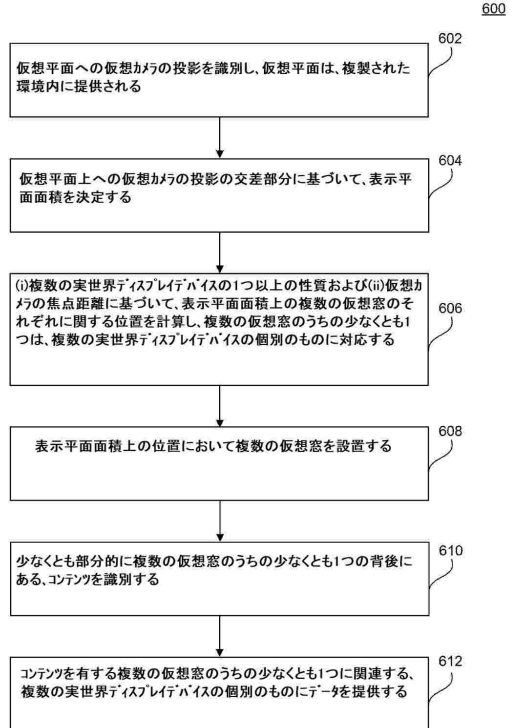 600
602
仮想平面への仮想ｶﾒﾗの投影を識別し、仮想平面は、複製された
環境内に提供される
604
仮想平面上への仮想ｶﾒﾗの投影の交差部分に基づいて、表示平
面面積を決定する
(i)複数の実世界ﾃﾞｨｽﾌﾟﾚｲﾃﾞﾊﾞｲｽの1つ以上の性質および(ii)仮想ｶ
ﾒﾗの焦点距離に基づいて、表示平面面積上の複数の仮想窓のそ
れぞれに関する位置を計算し、複数の仮想窓のうちの少なくとも1
つは、複数の実世界ﾃﾞｨｽﾌﾟﾚｲﾃﾞﾊﾞｲｽの個別のものに対応する
606
608
表示平面面積上の位置において複数の仮想窓を設置する
610
少なくとも部分的に複数の仮想窓のうちの少なくとも1つの背後に
ある、ｺﾝﾃﾝﾂを識別する
612
ｺﾝﾃﾝﾂを有する複数の仮想窓のうちの少なくとも1つに関連する、
複数の実世界ﾃﾞｨｽﾌﾟﾚｲﾃﾞﾊﾞｲｽの個別のものにﾃﾞｰﾀを提供する